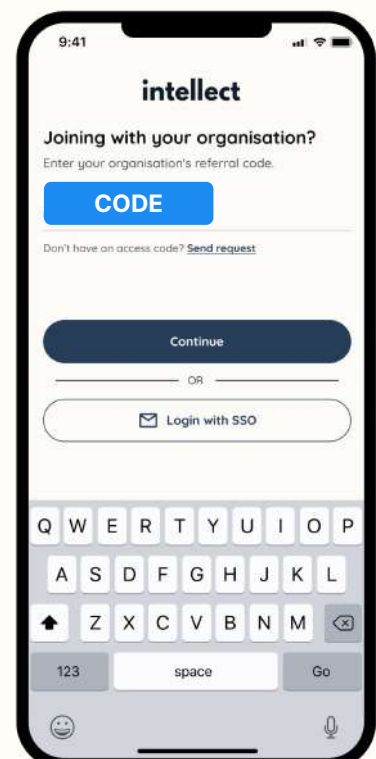 9:41
intellect
Joining with your organisation?
Enter your organisation's referral code.
CODE
Don't have an access code? Send request
Continue
OR
Login with SSO
Q W E R T Y U I O P
A S D F G H J K L
Z X C V B N M
123 space Go